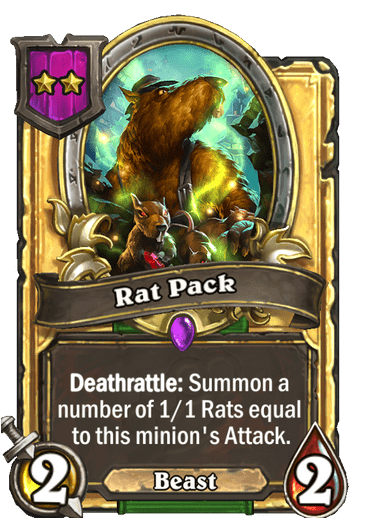 Rat Pack
Deathrattle: Summon a
number of 1/1 Rats equal
to this minion's Attack.
2
Beast
2